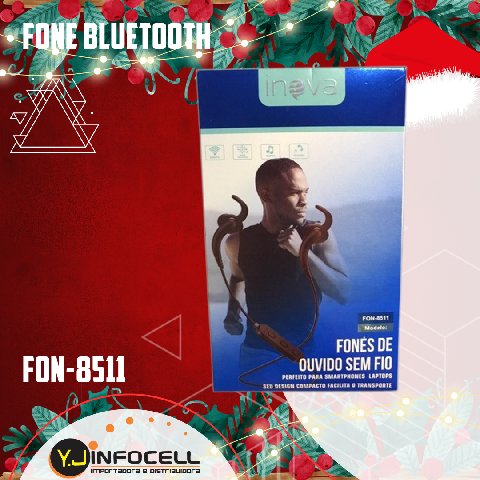 FONE BLUETOOTH
inova
FON-8511
Modelo:
FONES DE
OUVIDO SEM FIO
PERFEITO PARA SMARTPHONES LAPTOPS
SEU DESIGN COMPACTO FACILITA O TRANSPORTE
FON-8511
Y.J INFOCELL
importadora e distribuidora